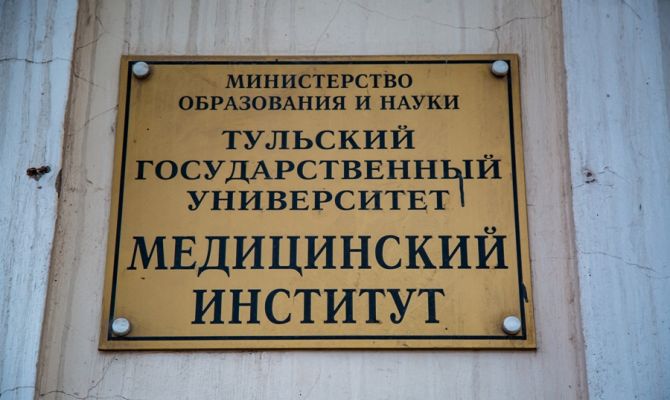 МИНИСТЕРСТВО
ОБРАЗОВАНИЯ И НАУКИ
ТУЛЬСКИЙ
ГОСУДАРСТВЕННЫЙ
УНИВЕРСИТЕТ
МЕДИЦИНСКИЙ
ИНСТИТУТ